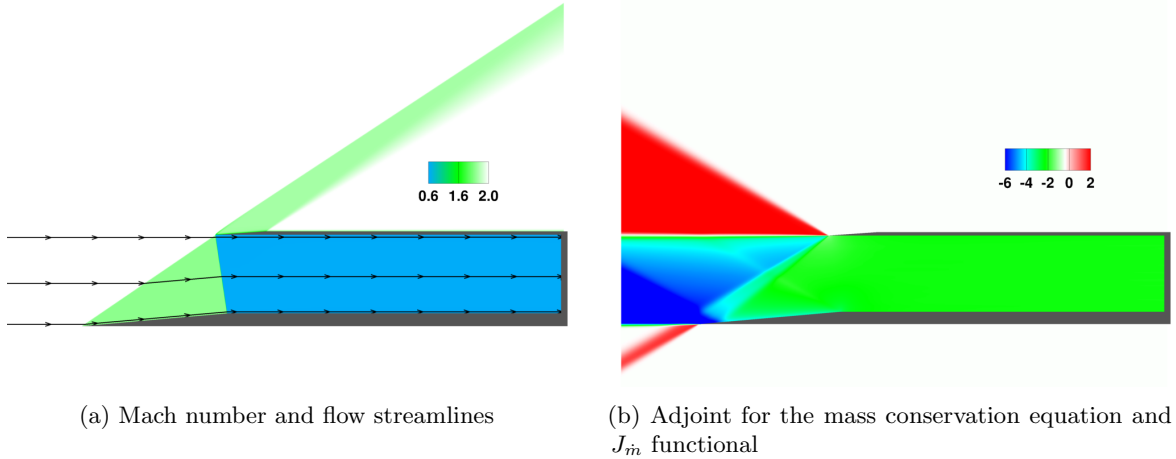 0.6 1.6 2.0
-6 -4 -2 0 2
(a) Mach number and flow streamlines
(b) Adjoint for the mass conservation equation and
J_ṁ functional